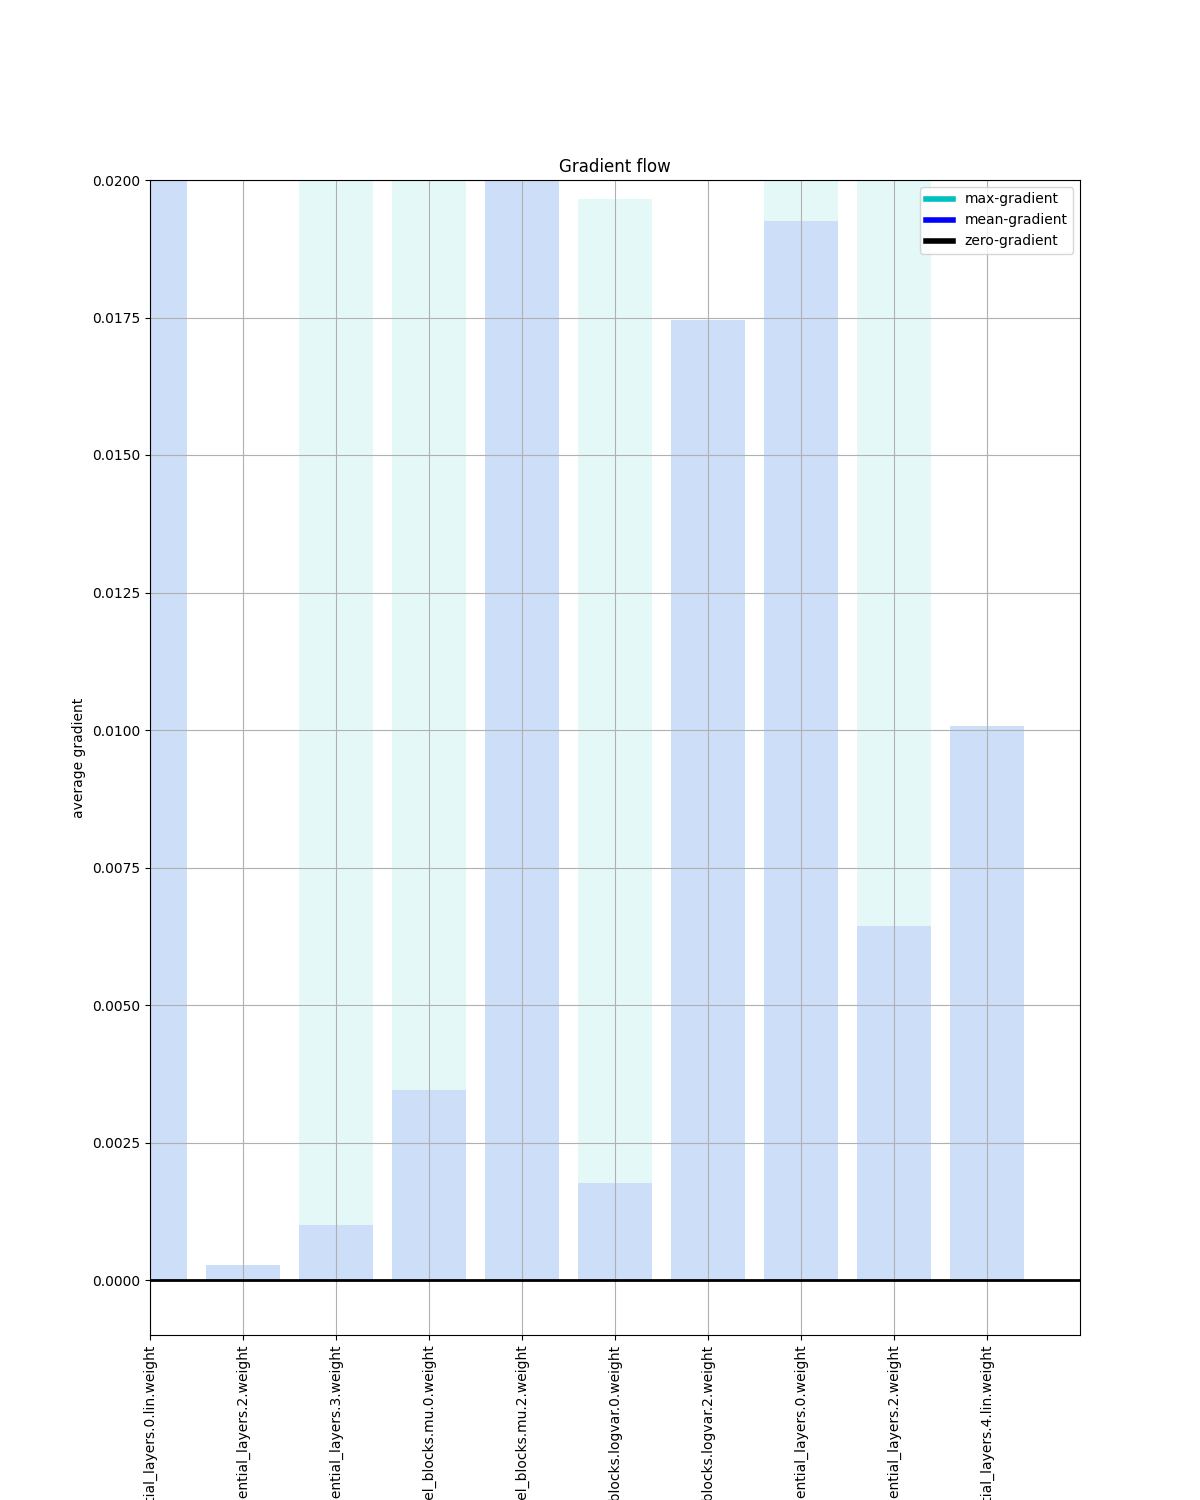 Gradient flow
max-gradient
mean-gradient
zero-gradient
average gradient
0.0200
0.0175
0.0150
0.0125
0.0100
0.0075
0.0050
0.0025
0.0000
tial_layers.0.lin.weight
ential_layers.2.weight
ential_layers.3.weight
el_blocks.mu.0.weight
el_blocks.mu.2.weight
blocks.logvar.0.weight
blocks.logvar.2.weight
ential_layers.0.weight
ential_layers.2.weight
tial_layers.4.lin.weight